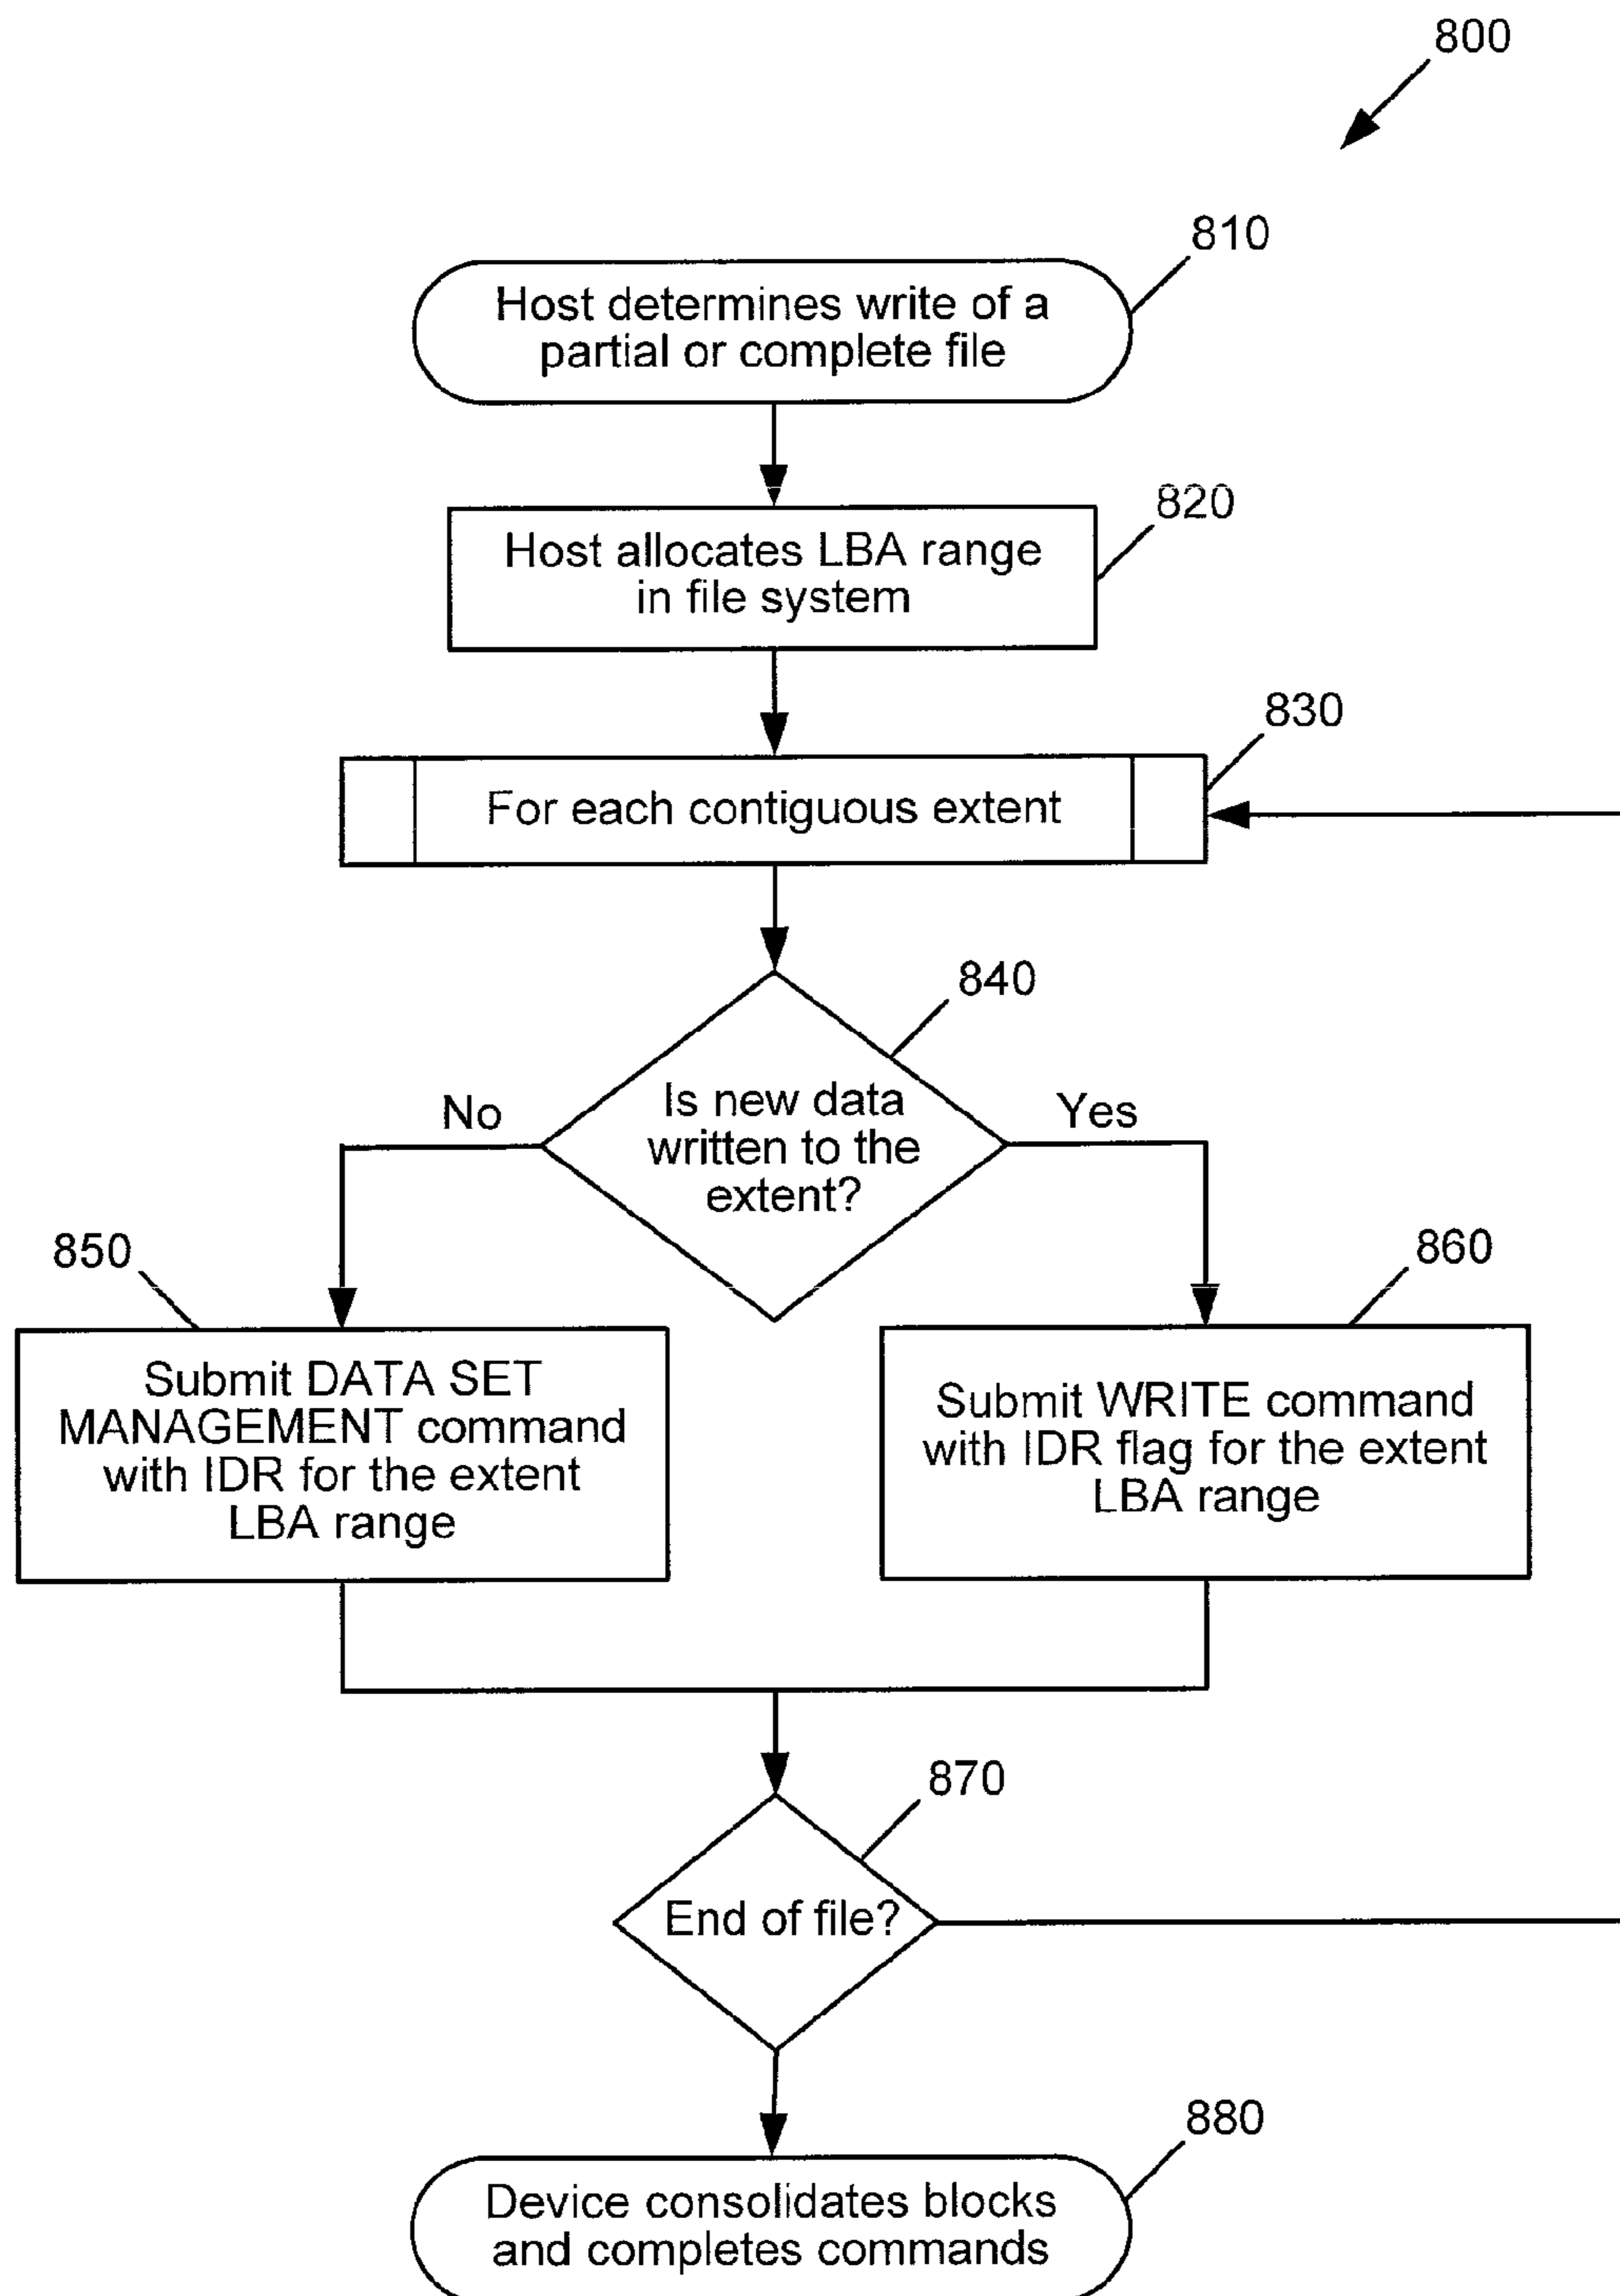 800
810
Host determines write of a
partial or complete file
820
Host allocates LBA range
in file system
830
For each contiguous extent
840
Is new data
written to the
extent?
No
Yes
850
860
Submit DATA SET
MANAGEMENT command
with IDR for the extent
LBA range
Submit WRITE command
with IDR flag for the extent
LBA range
870
End of file?
880
Device consolidates blocks
and completes commands